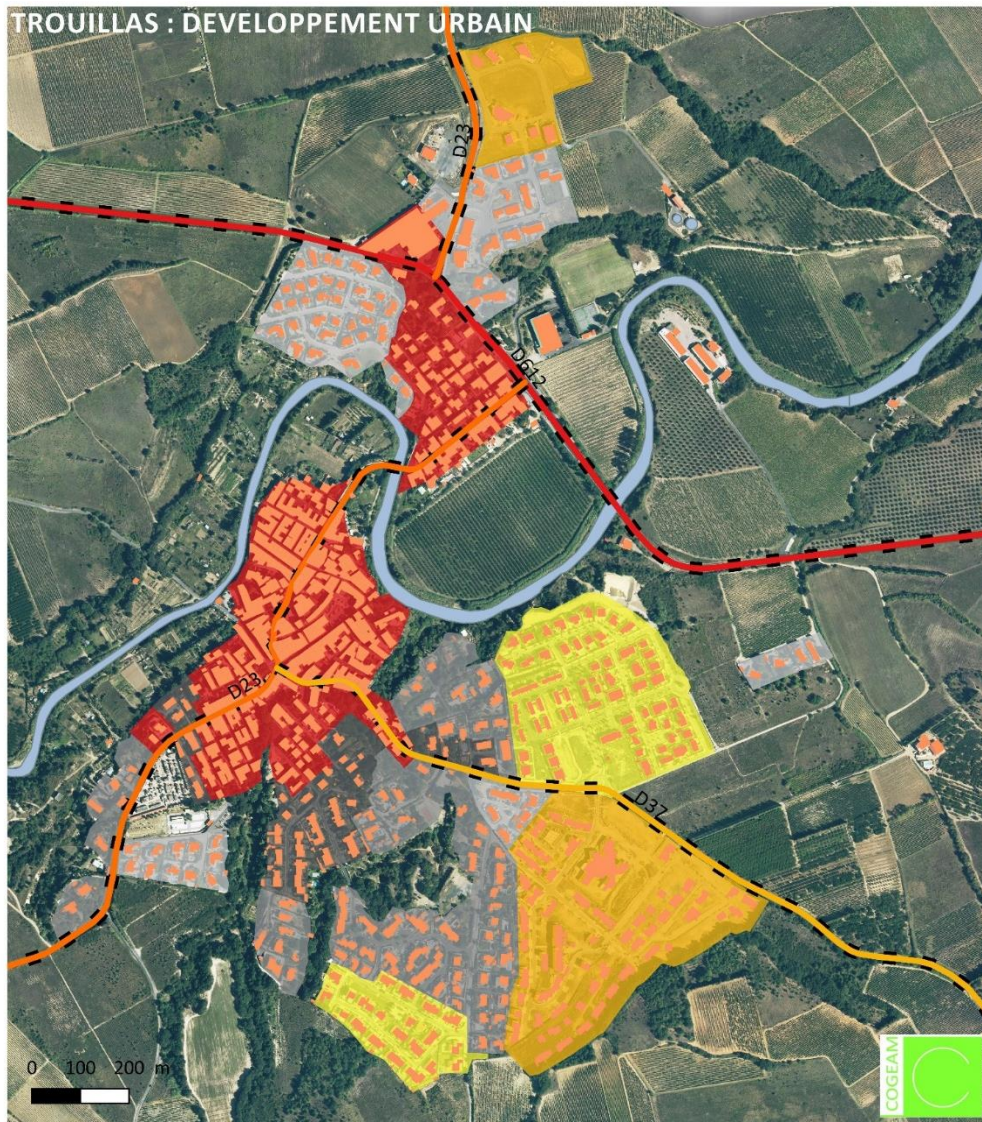 TROUILLAS : DEVELOPPEMENT URBAIN
D23
D612
D23
D37
0 100 200 m
COGEAM